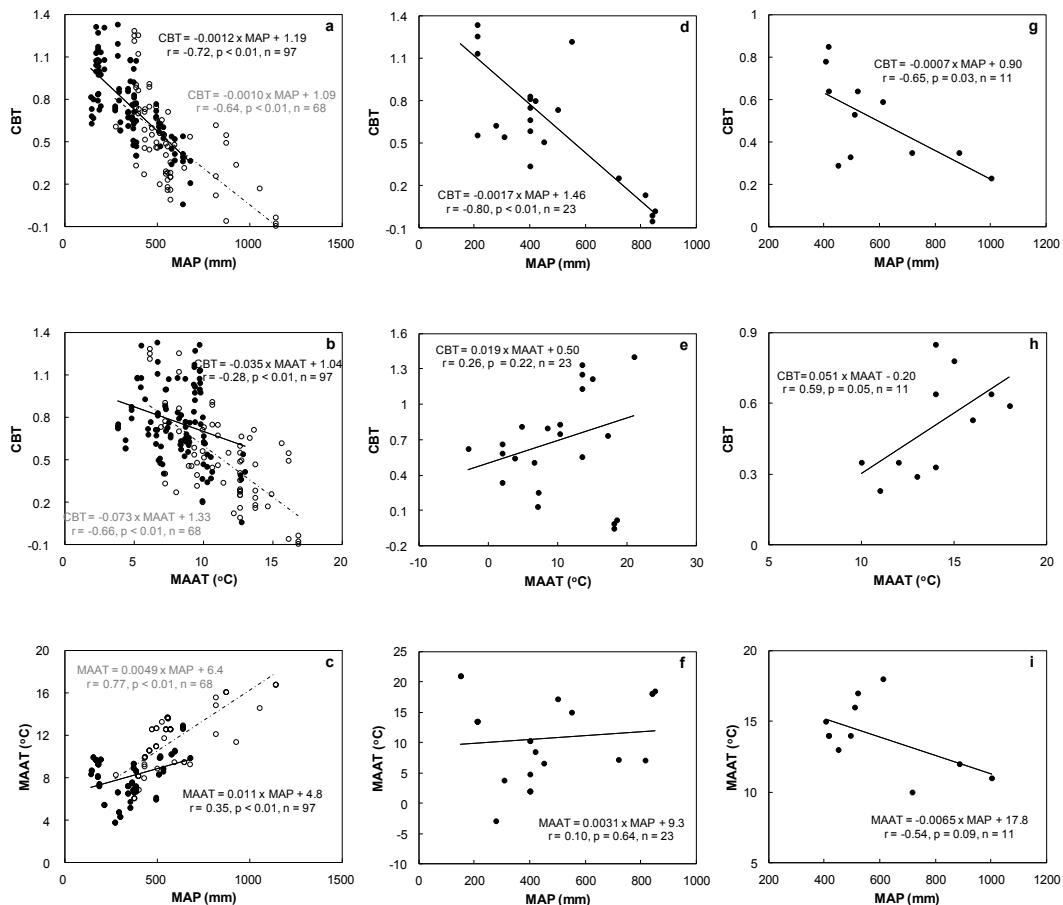 a
CBT = -0.0012 x MAP + 1.19
r = -0.72, p < 0.01, n = 97
CBT = -0.0010 x MAP + 1.09
r = -0.64, p < 0.01, n = 68
1.4
1.1
0.8
0.5
0.2
-0.1
CBT
0
500
1000
1500
MAP (mm)
d
CBT = -0.0017 x MAP + 1.46
r = -0.80, p < 0.01, n = 23
1.4
1.1
0.8
0.5
0.2
-0.1
CBT
0
200
400
600
800
1000
MAP (mm)
g
CBT = -0.0007 x MAP + 0.90
r = -0.65, p = 0.03, n = 11
1
0.8
0.6
0.4
0.2
0
CBT
200
400
600
800
1000
1200
MAP (mm)
b
CBT = -0.035 x MAAT + 1.04
r = -0.28, p < 0.01, n = 97
CBT = -0.073 x MAAT + 1.33
r = -0.66, p < 0.01, n = 68
1.4
1.1
0.8
0.5
0.2
-0.1
CBT
0
5
10
15
20
MAAT (°C)
e
CBT = 0.019 x MAAT + 0.50
r = 0.26, p = 0.22, n = 23
1.6
1.3
1.0
0.7
0.4
0.1
-0.2
CBT
-10
0
10
20
30
MAAT (°C)
h
CBT= 0.051 x MAAT - 0.20
r = 0.59, p = 0.05, n = 11
0.9
0.6
0.3
0
CBT
5
10
15
20
MAAT (°C)
c
MAAT = 0.0049 x MAP + 6.4
r = 0.77, p < 0.01, n = 68
MAAT = 0.011 x MAP + 4.8
r = 0.35, p < 0.01, n = 97
20
16
12
8
4
0
MAAT (°C)
0
500
1000
1500
MAP (mm)
f
MAAT = 0.0031 x MAP + 9.3
r = 0.10, p = 0.64, n = 23
25
20
15
10
5
0
-5
-10
MAAT (°C)
0
200
400
600
800
1000
MAP (mm)
i
MAAT = -0.0065 x MAP + 17.8
r = -0.54, p = 0.09, n = 11
20
15
10
5
MAAT (°C)
200
400
600
800
1000
1200
MAP (mm)